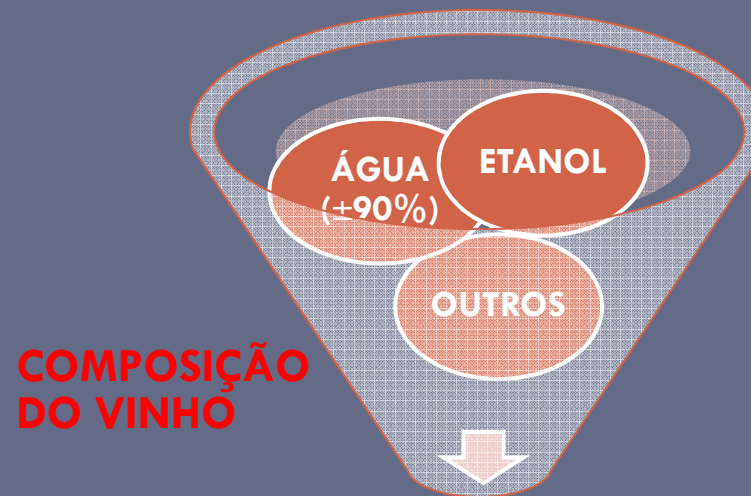 ÁGUA
(±90%)
ETANOL
OUTROS
COMPOSIÇÃO
DO VINHO